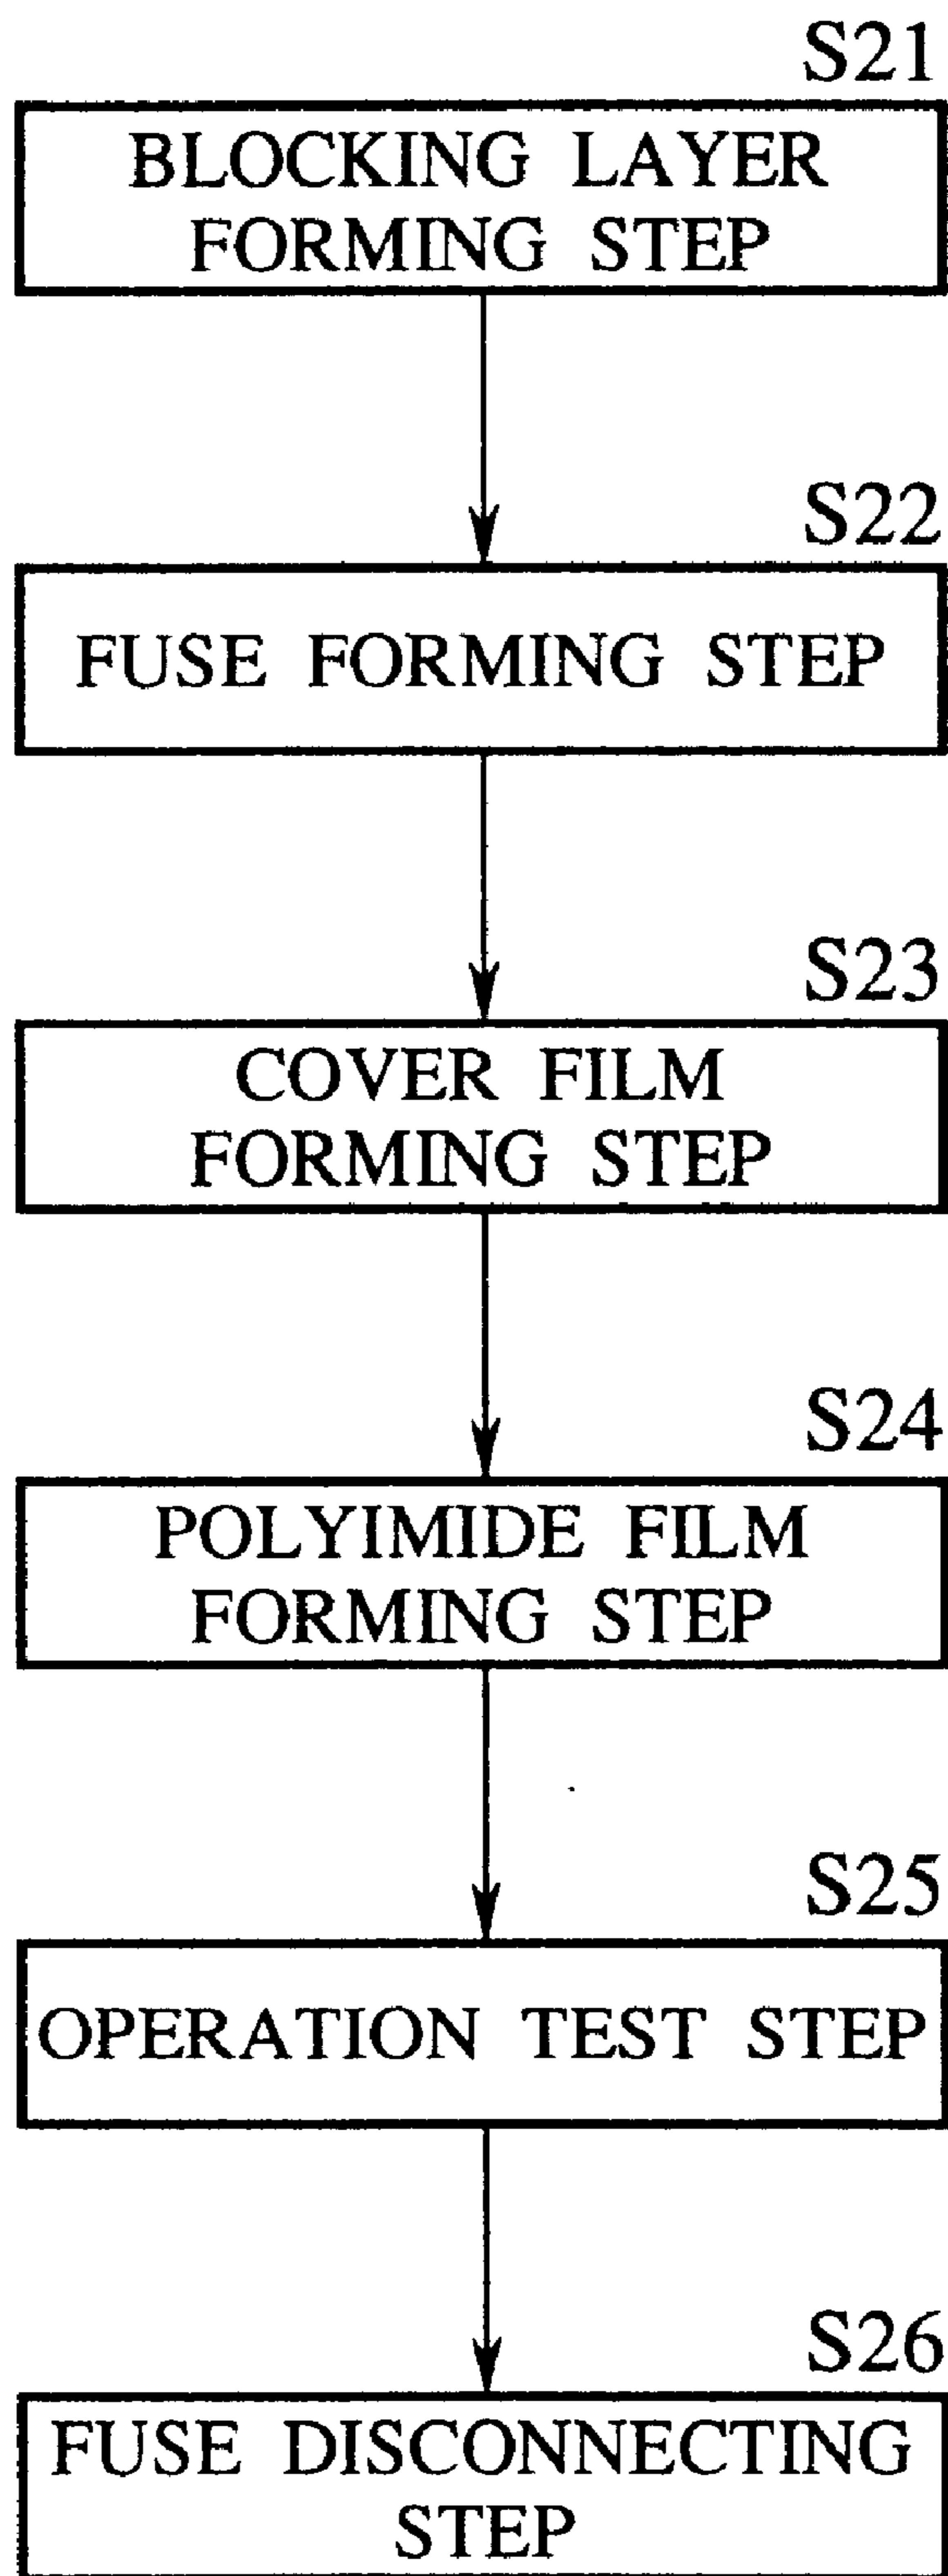 S21
BLOCKING LAYER
FORMING STEP
S22
FUSE FORMING STEP
S23
COVER FILM
FORMING STEP
S24
POLYIMIDE FILM
FORMING STEP
S25
OPERATION TEST STEP
S26
FUSE DISCONNECTING
STEP